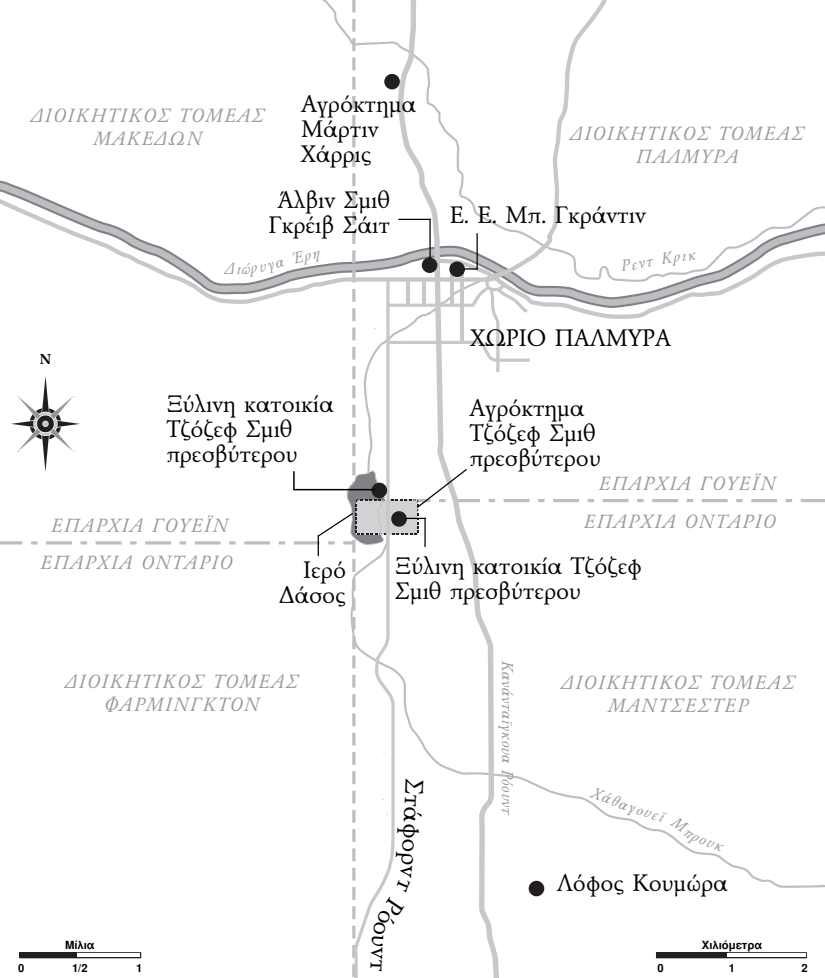 Αγρόκτημα
Μάρτιν
Χάρρις
ΔΙΟΙΚΗΤΙΚΟΣ ΤΟΜΕΑΣ
ΜΑΚΕΔΩΝ
ΔΙΟΙΚΗΤΙΚΟΣ ΤΟΜΕΑΣ
ΠΑΛΜΥΡΑ
Άλβιν Σμιθ
Γκρέιβ Σάιτ
Ε. Ε. Μπ. Γκράντιν
Διώρυγα Έρη
Ρεντ Κρικ
ΧΩΡΙΟ ΠΑΛΜΥΡΑ
N
Ξύλινη κατοικία
Τζόζεφ Σμιθ
πρεσβύτερου
Αγρόκτημα
Τζόζεφ Σμιθ
πρεσβύτερου
ΕΠΑΡΧΙΑ ΓΟΥΕΪΝ
ΕΠΑΡΧΙΑ ΟΝΤΑΡΙΟ
ΕΠΑΡΧΙΑ ΓΟΥΕΪΝ
ΕΠΑΡΧΙΑ ΟΝΤΑΡΙΟ
Ιερό
Δάσος
Ξύλινη κατοικία Τζόζεφ
Σμιθ πρεσβύτερου
ΔΙΟΙΚΗΤΙΚΟΣ ΤΟΜΕΑΣ
ΦΑΡΜΙΝΓΚΤΟΝ
ΔΙΟΙΚΗΤΙΚΟΣ ΤΟΜΕΑΣ
ΜΑΝΤΣΕΣΤΕΡ
Κανάνταϊγκουα Ρόουντ
Χάθαγουεϊ Μπρουκ
Στάφορντ Ρόουντ
Λόφος Κουμώρα
Μίλια
0 1/2 1
Χιλιόμετρα
0 1 2